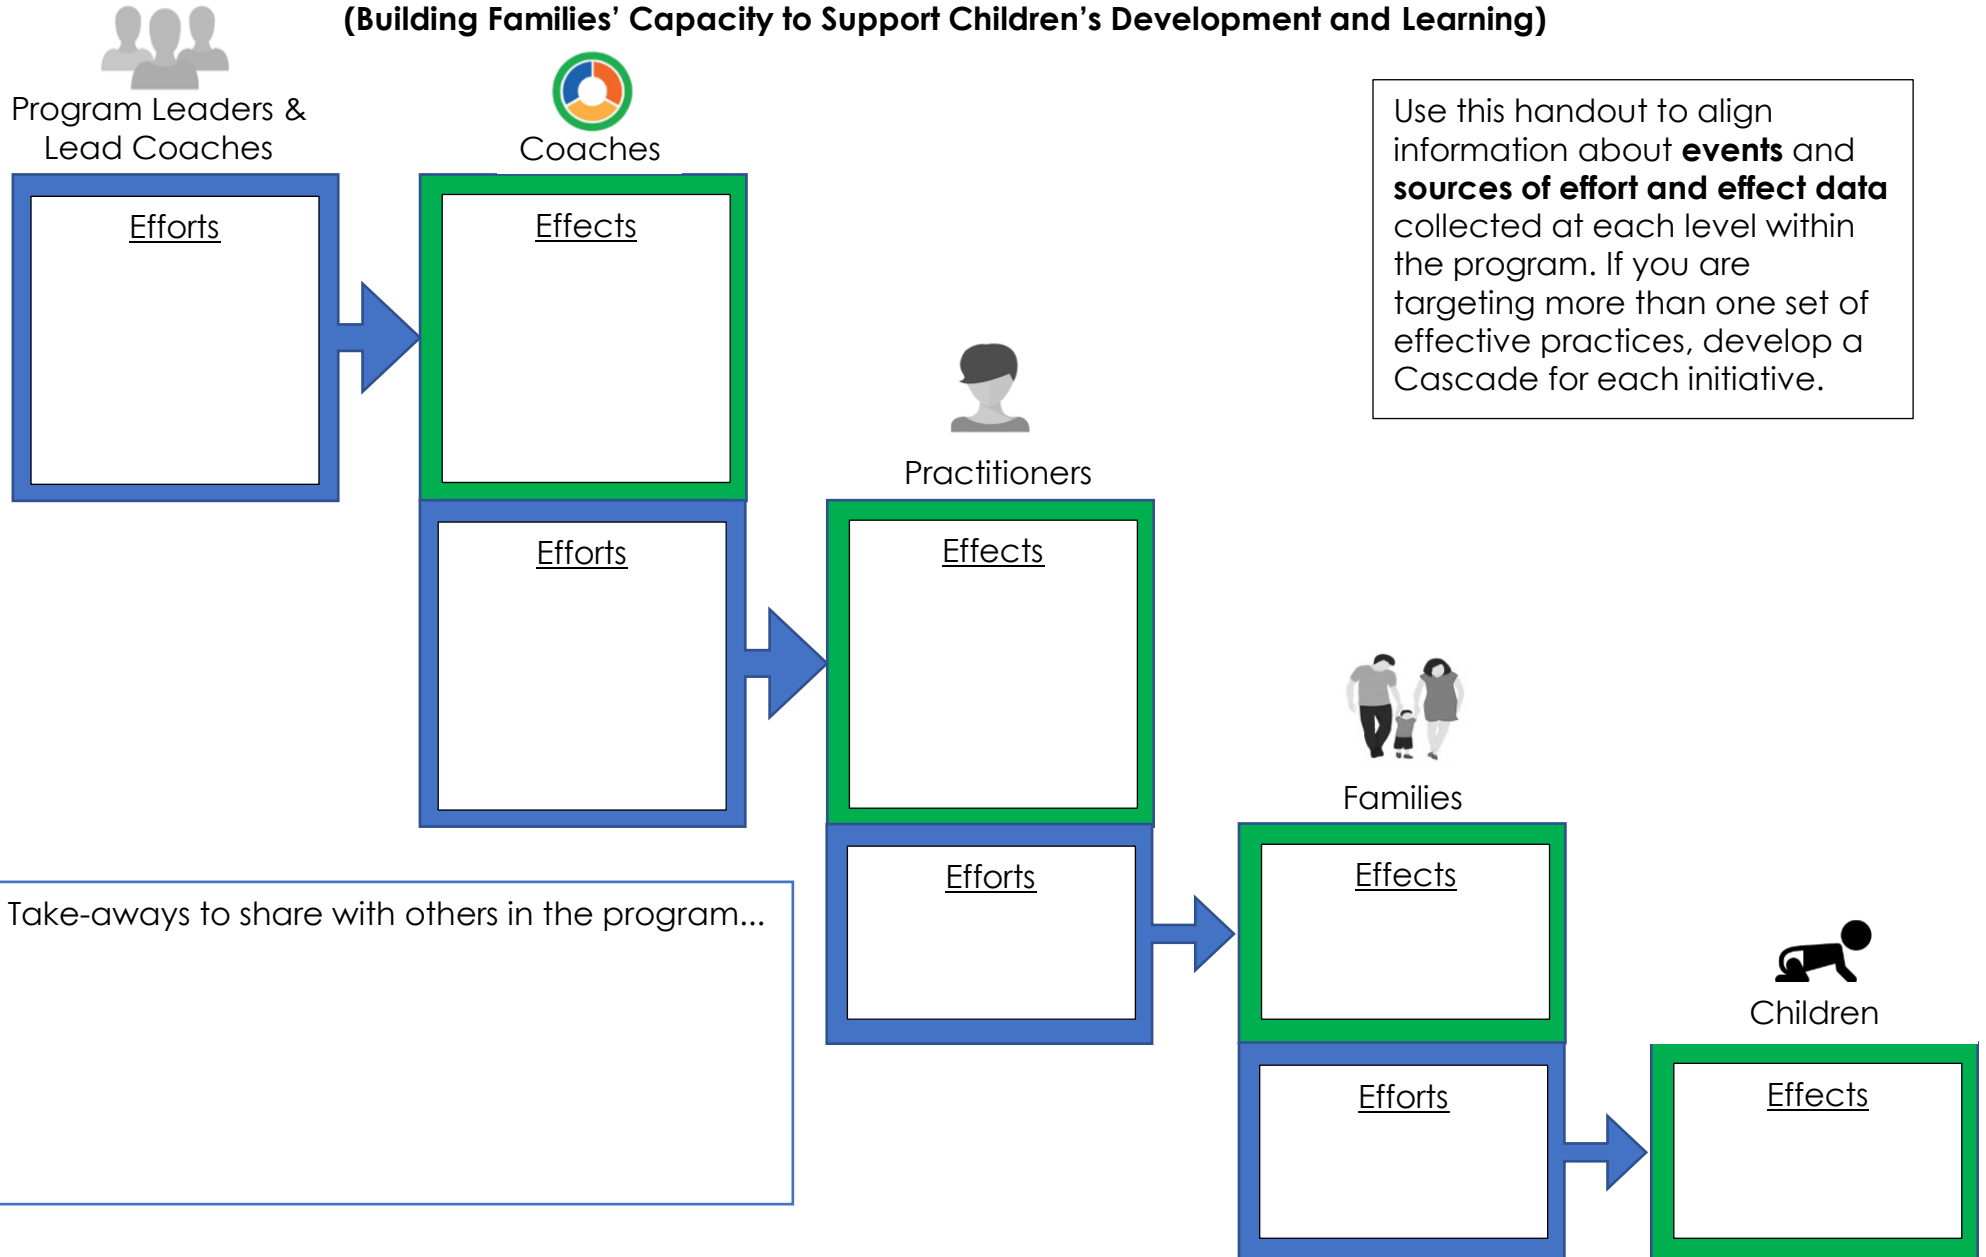 (Building Families’ Capacity to Support Children’s Development and Learning)
Program Leaders &
Lead Coaches
Efforts
Coaches
Effects
Efforts
Use this handout to align
information about events and
sources of effort and effect data
collected at each level within
the program. If you are
targeting more than one set of
effective practices, develop a
Cascade for each initiative.
Practitioners
Effects
Efforts
Families
Effects
Efforts
Children
Effects
Take-aways to share with others in the program...